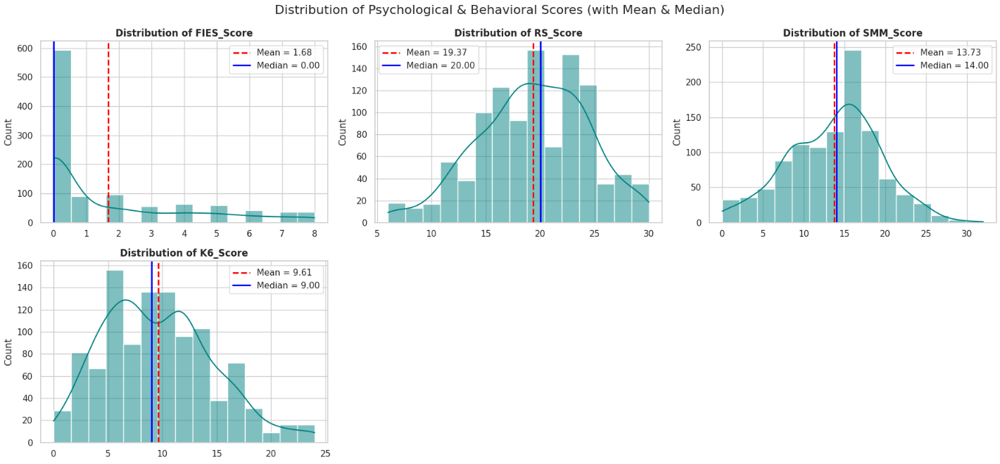 Distribution of Psychological & Behavioral Scores (with Mean & Median)
Distribution of FIES_Score
Mean = 1.68
Median = 0.00
Count
600
500
400
300
200
100
0
0 1 2 3 4 5 6 7 8
Distribution of RS_Score
Mean = 19.37
Median = 20.00
Count
160
140
120
100
80
60
40
20
0
5 10 15 20 25 30
Distribution of SMM_Score
Mean = 13.73
Median = 14.00
Count
250
200
150
100
50
0
0 5 10 15 20 25 30
Distribution of K6_Score
Mean = 9.61
Median = 9.00
Count
160
140
120
100
80
60
40
20
0
0 5 10 15 20 25